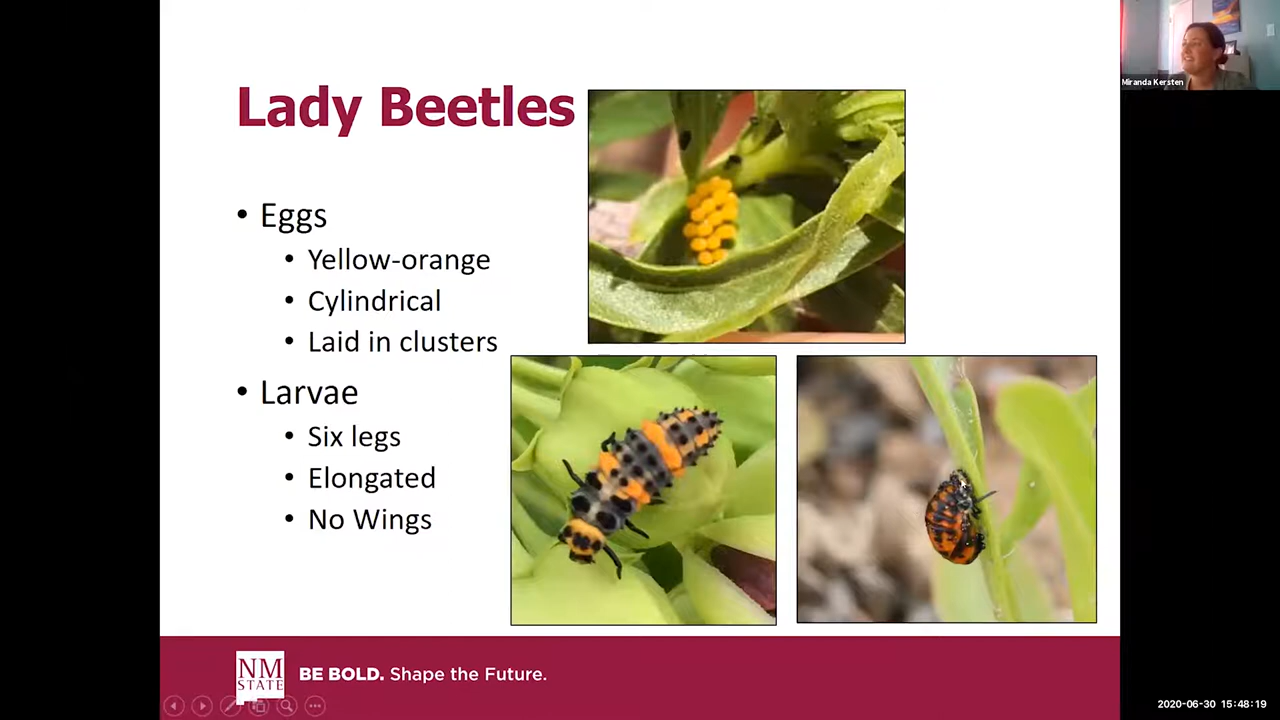 Miranda Kersten
Lady Beetles
• Eggs
• Yellow-orange
• Cylindrical
• Laid in clusters
• Larvae
• Six legs
• Elongated
• No Wings
NM
STATE
BE BOLD. Shape the Future.
2020-06-30 15:48:19